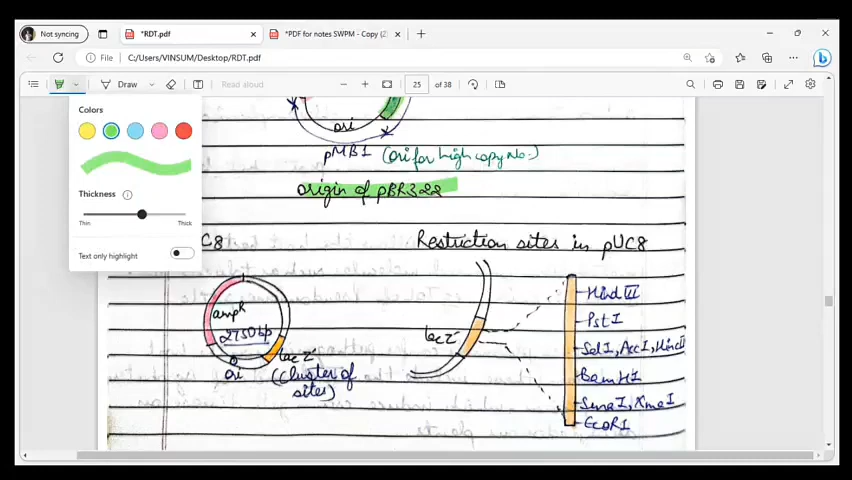 Not syncing
*RDT.pdf
*PDF for notes SWPM - Copy (2
File
C:/Users/VINSUM/Desktop/RDT.pdf
Draw
Read aloud
25 of 38
Colors
Thickness
Thin
Thick
Text only highlight
ori
pMB1 (ori for high copy No.)
origin of pBR322
C8
Restriction sites in pUC8
ampR
2750bp
ori
lacZ'
(cluster of
sites)
lacZ'
HindIII
PstI
SalI, AccI, HincII
BamHI
SmaI, XmaI
EcoRI